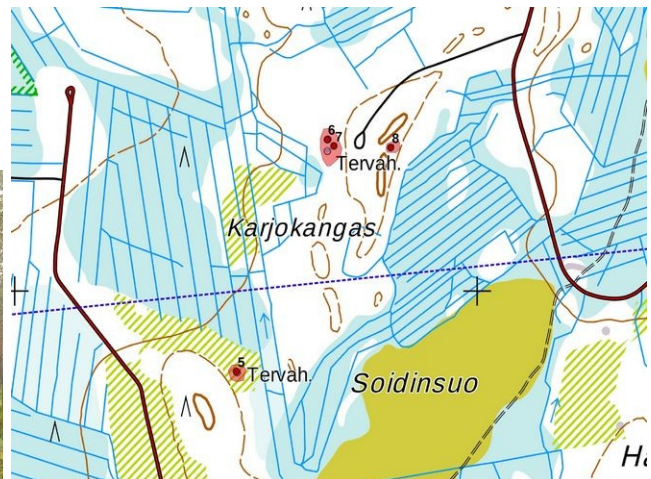 6 7 8
Tervah.
Karjokangas
5 Tervah.
Soidinsuo
Ha